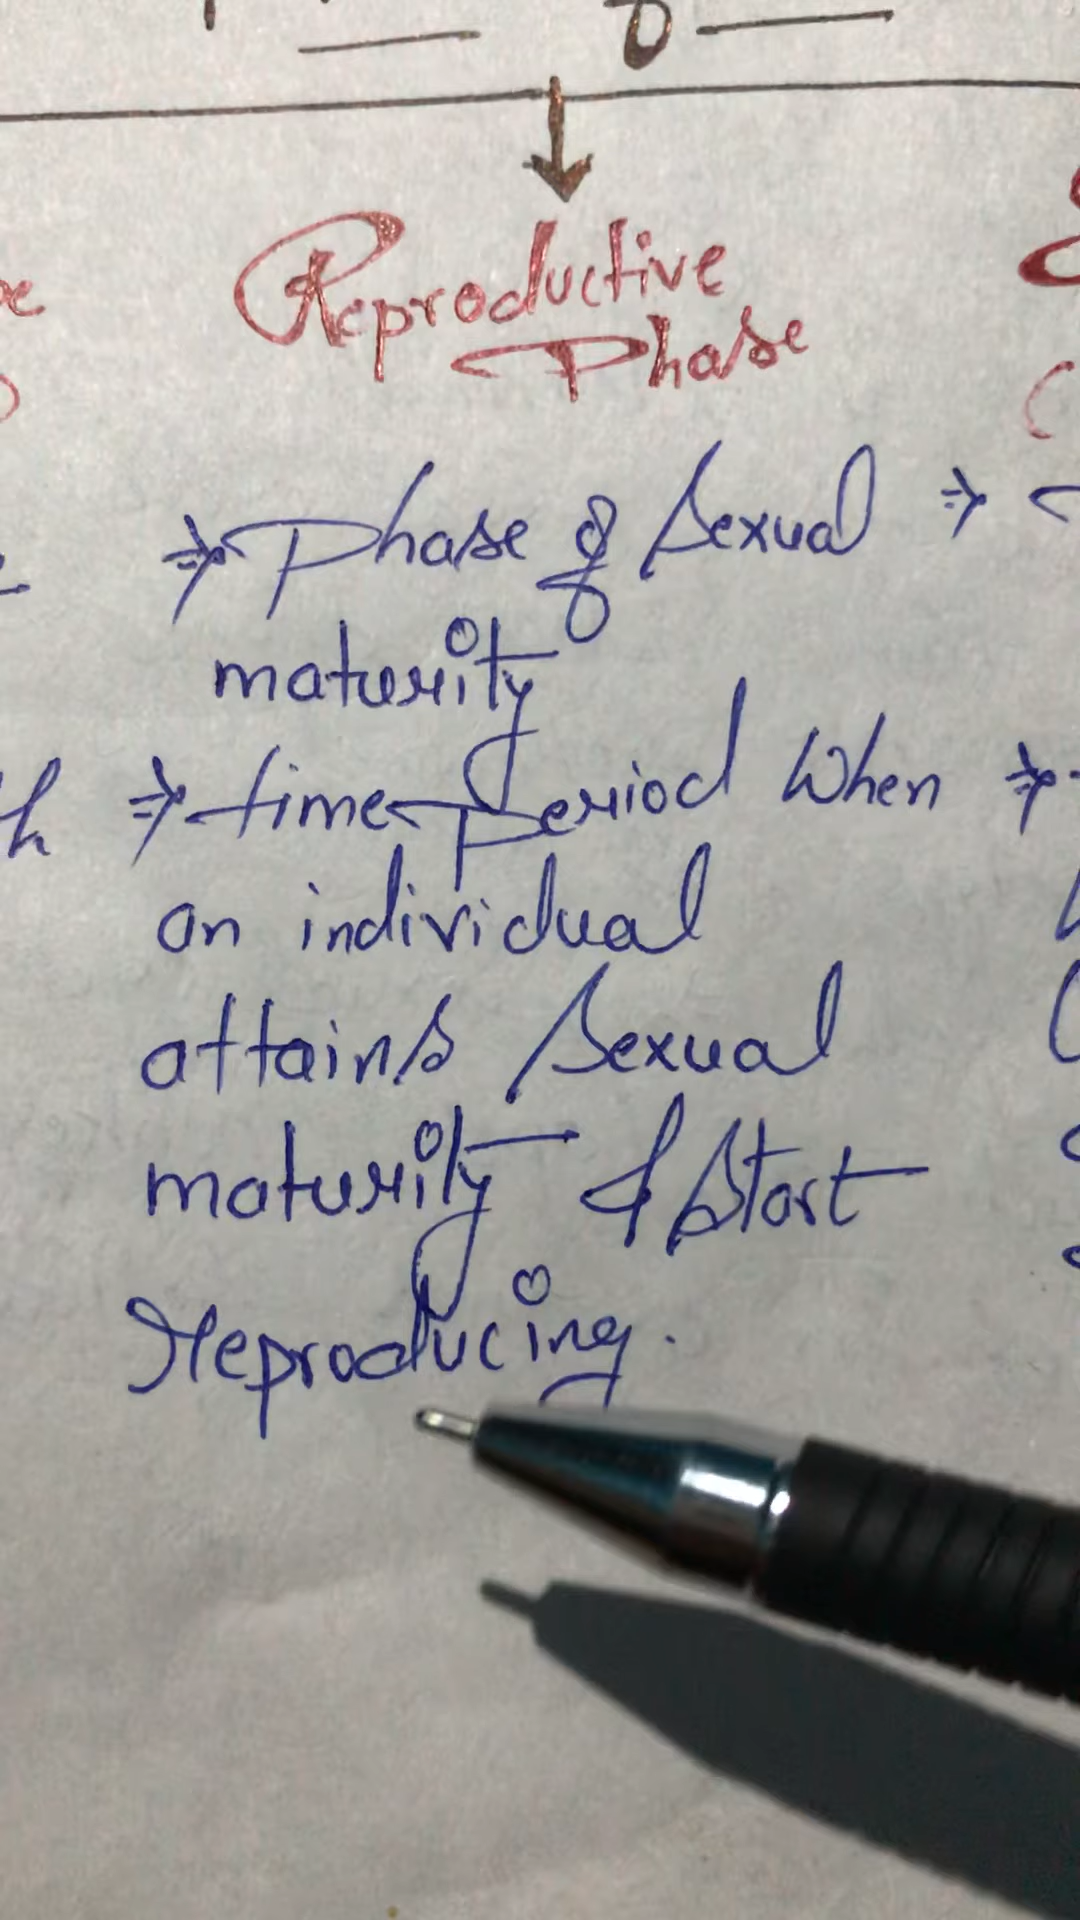 Reproductive
Phase
⇒ Phase of Sexual ⇒
maturity
⇒ time Period When ⇒
an individual
attains Sexual
maturity & Start
Reproducing.